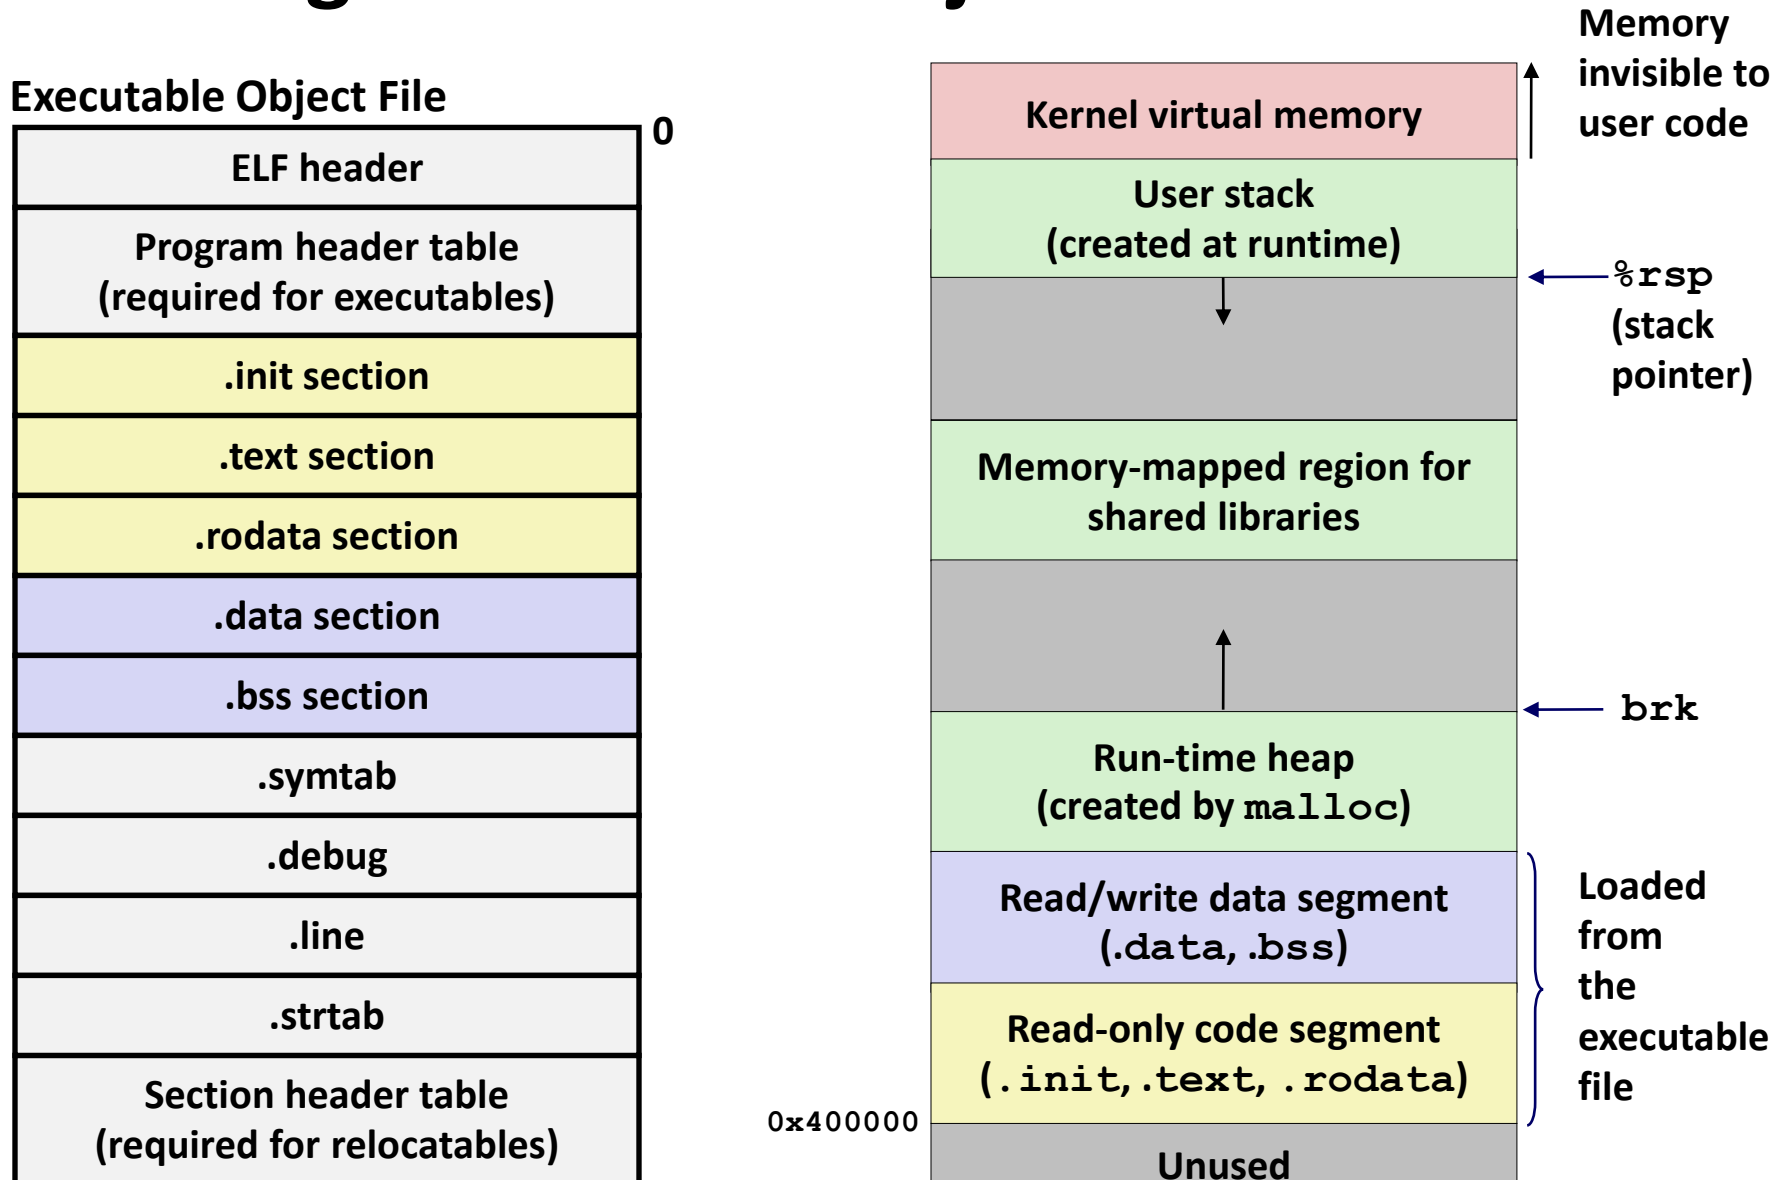 Executable Object File
0
ELF header
Program header table
(required for executables)
.init section
.text section
.rodata section
.data section
.bss section
.symtab
.debug
.line
.strtab
Section header table
(required for relocatables)
Kernel virtual memory
Memory
invisible to
user code
User stack
(created at runtime)
%rsp
(stack
pointer)
Memory-mapped region for
shared libraries
brk
Run-time heap
(created by malloc)
Read/write data segment
(.data, .bss)
Read-only code segment
(.init, .text, .rodata)
Loaded
from
the
executable
file
0x400000
Unused